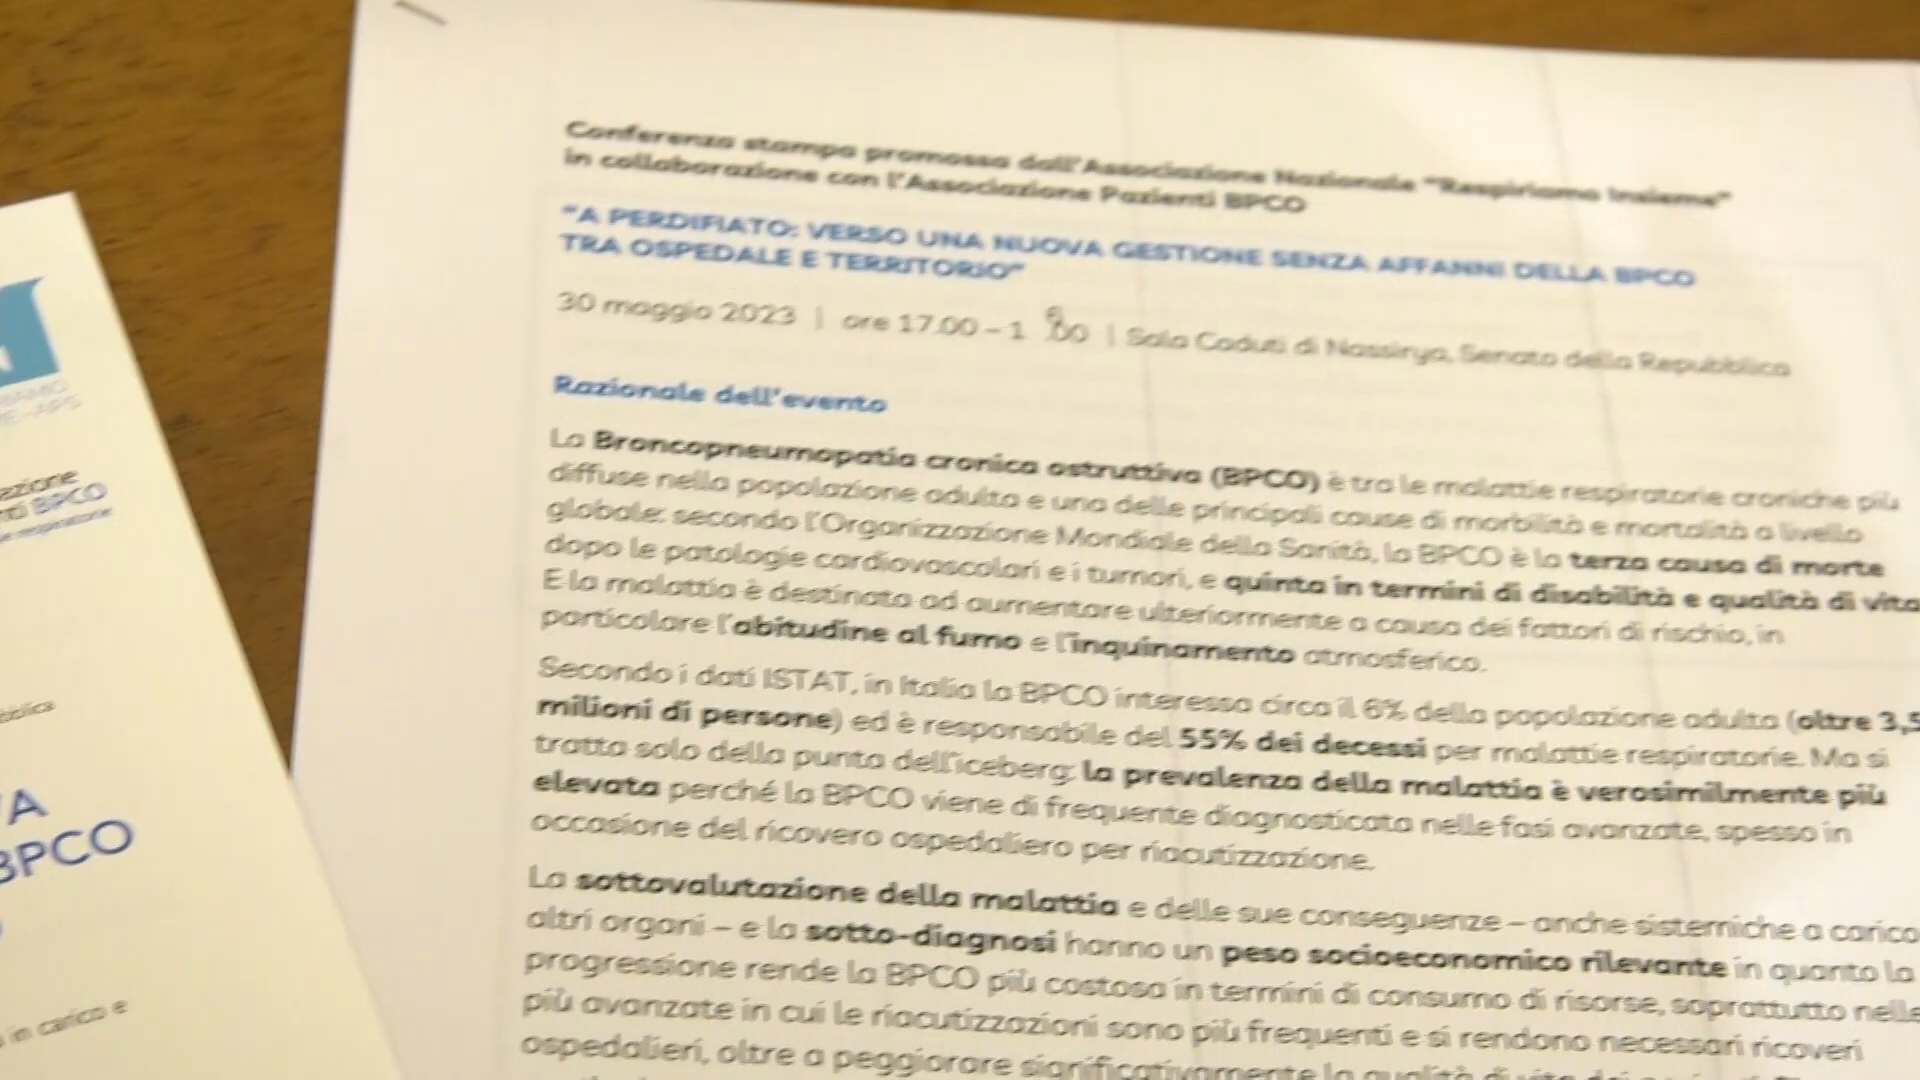 Conferenza stampa promossa dall'Associazione Nazionale "Respiriamo Insieme"
in collaborazione con l'Associazione Pazienti BPCO
"A PERDIFIATO: VERSO UNA NUOVA GESTIONE SENZA AFFANNI DELLA BPCO
TRA OSPEDALE E TERRITORIO"
30 maggio 2023 | ore 17.00 – 1 .00 | Sala Caduti di Nassirya, Senato della Repubblica
Razionale dell'evento
La Broncopneumopatia cronica ostruttiva (BPCO) è tra le malattie respiratorie croniche più
diffuse nella popolazione adulta e una delle principali cause di morbilità e mortalità a livello
globale: secondo l'Organizzazione Mondiale della Sanità, la BPCO è la terza causa di morte
dopo le patologie cardiovascolari e i tumori, e quinta in termini di disabilità e qualità di vita
E la malattia è destinata ad aumentare ulteriormente a causa dei fattori di rischio, in
particolare l'abitudine al fumo e l'inquinamento atmosferico.
Secondo i dati ISTAT, in Italia la BPCO interessa circa il 6% della popolazione adulta (oltre 3,5
milioni di persone) ed è responsabile del 55% dei decessi per malattie respiratorie. Ma si
tratta solo della punta dell'iceberg: la prevalenza della malattia è verosimilmente più
elevata perché la BPCO viene di frequente diagnosticata nelle fasi avanzate, spesso in
occasione del ricovero ospedaliero per riacutizzazione.
La sottovalutazione della malattia e delle sue conseguenze – anche sistemiche a carico
altri organi – e la sotto-diagnosi hanno un peso socioeconomico rilevante in quanto la
progressione rende la BPCO più costosa in termini di consumo di risorse, soprattutto nelle
più avanzate in cui le riacutizzazioni sono più frequenti e si rendono necessari ricoveri
ospedalieri, oltre a peggiorare significativamente la qualità di vita
E-APS
azione
nti BPCO
respiratorie
bblica
VA
BPCO
in carico e